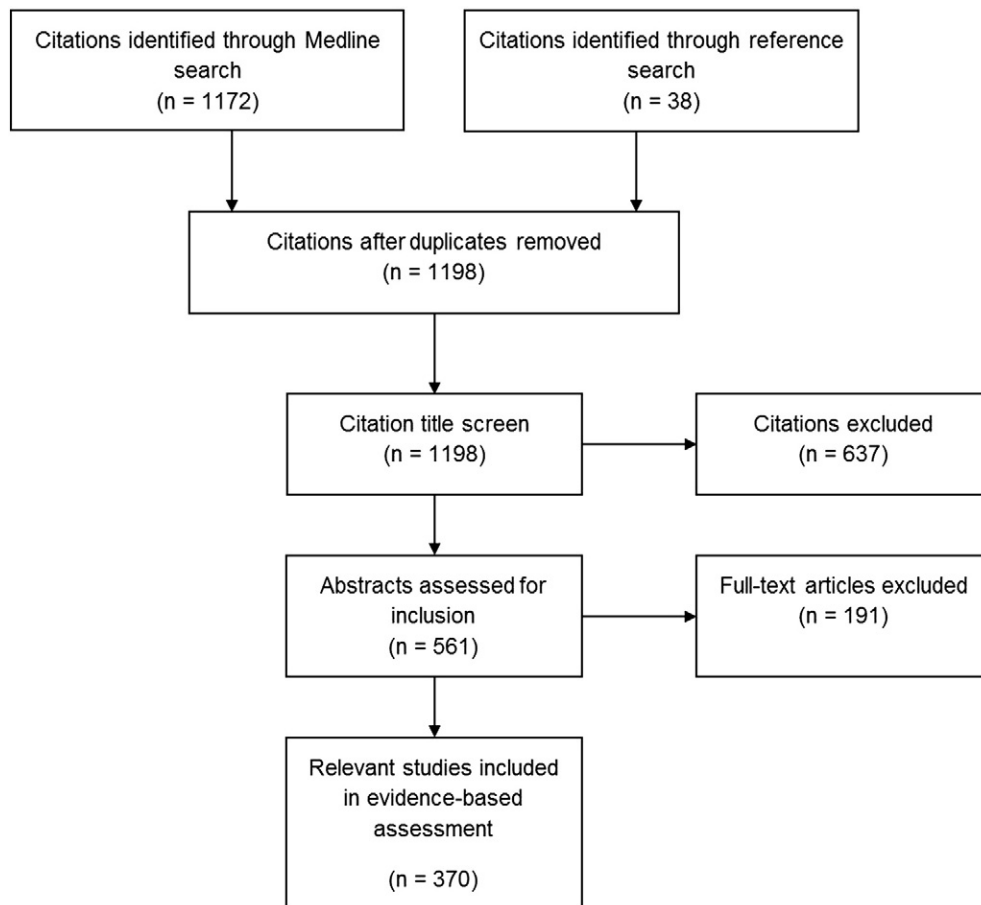 Citations identified through Medline
search
(n = 1172)
Citations identified through reference
search
(n = 38)
Citations after duplicates removed
(n = 1198)
Citation title screen
(n = 1198)
Citations excluded
(n = 637)
Abstracts assessed for
inclusion
(n = 561)
Full-text articles excluded
(n = 191)
Relevant studies included
in evidence-based
assessment
(n = 370)